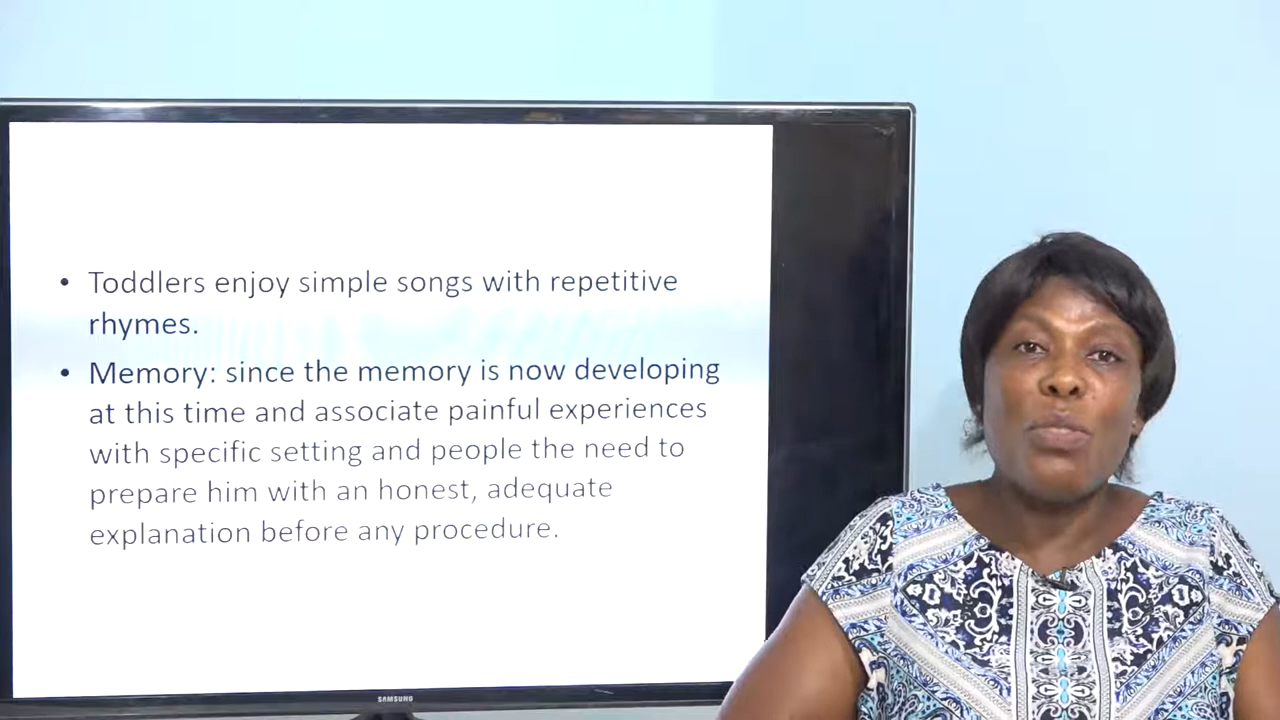 • Toddlers enjoy simple songs with repetitive
rhymes.
• Memory: since the memory is now developing
at this time and associate painful experiences
with specific setting and people the need to
prepare him with an honest, adequate
explanation before any procedure.
SAMSUNG